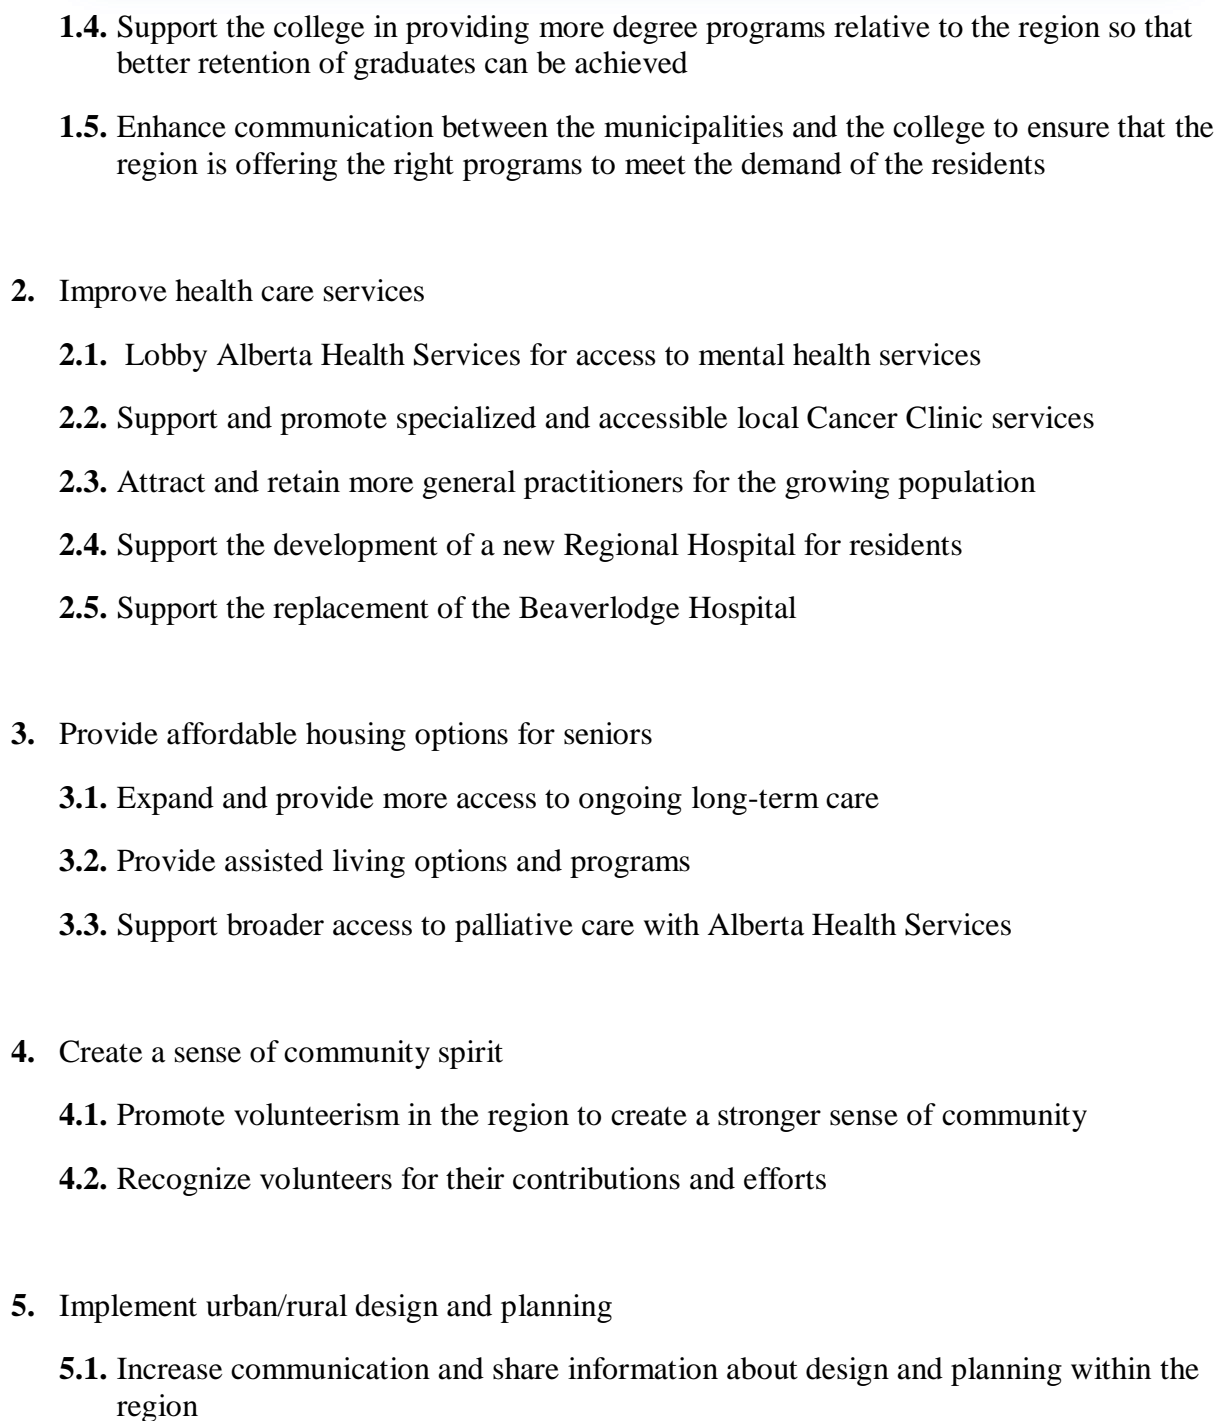 1.4. Support the college in providing more degree programs relative to the region so that
better retention of graduates can be achieved
1.5. Enhance communication between the municipalities and the college to ensure that the
region is offering the right programs to meet the demand of the residents
2. Improve health care services
2.1. Lobby Alberta Health Services for access to mental health services
2.2. Support and promote specialized and accessible local Cancer Clinic services
2.3. Attract and retain more general practitioners for the growing population
2.4. Support the development of a new Regional Hospital for residents
2.5. Support the replacement of the Beaverlodge Hospital
3. Provide affordable housing options for seniors
3.1. Expand and provide more access to ongoing long-term care
3.2. Provide assisted living options and programs
3.3. Support broader access to palliative care with Alberta Health Services
4. Create a sense of community spirit
4.1. Promote volunteerism in the region to create a stronger sense of community
4.2. Recognize volunteers for their contributions and efforts
5. Implement urban/rural design and planning
5.1. Increase communication and share information about design and planning within the
region